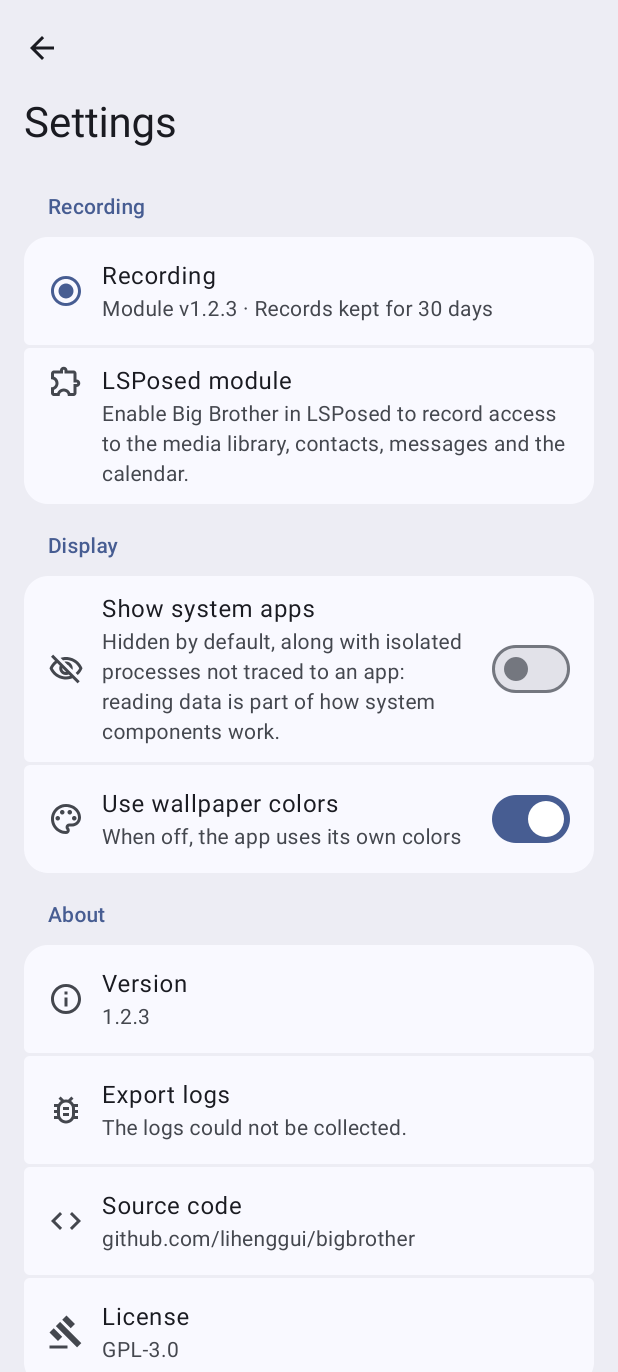 Settings
Recording
Recording
Module v1.2.3 · Records kept for 30 days
LSPosed module
Enable Big Brother in LSPosed to record access
to the media library, contacts, messages and the
calendar.
Display
Show system apps
Hidden by default, along with isolated
processes not traced to an app:
reading data is part of how system
components work.
Use wallpaper colors
When off, the app uses its own colors
About
Version
1.2.3
Export logs
The logs could not be collected.
Source code
github.com/lihenggui/bigbrother
License
GPL-3.0